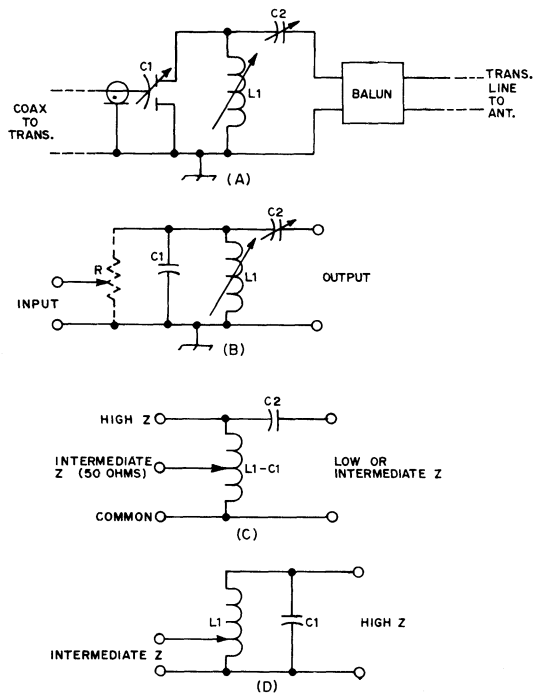 C2
C1
L1
COAX
TO
TRANS.
BALUN
TRANS.
LINE
TO
ANT.
(A)
C2
R
C1
L1
INPUT
OUTPUT
(B)
C2
HIGH Z
INTERMEDIATE
Z (50 OHMS)
L1-C1
LOW OR
INTERMEDIATE Z
COMMON
(C)
L1
C1
HIGH Z
INTERMEDIATE Z
(D)